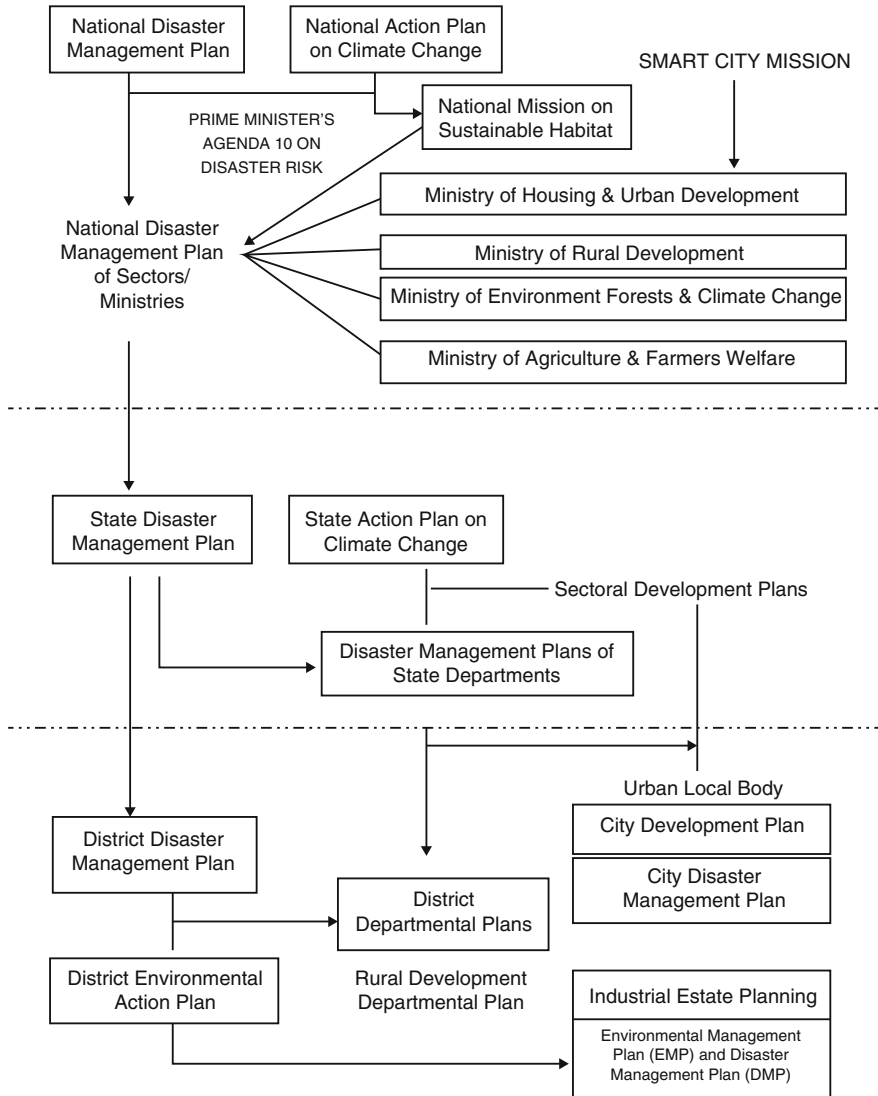 National Disaster
Management Plan
National Action Plan
on Climate Change
SMART CITY MISSION
PRIME MINISTER'S
AGENDA 10 ON
DISASTER RISK
National Mission on
Sustainable Habitat
Ministry of Housing & Urban Development
National Disaster
Management Plan
of Sectors/
Ministries
Ministry of Rural Development
Ministry of Environment Forests & Climate Change
Ministry of Agriculture & Farmers Welfare
State Disaster
Management Plan
State Action Plan on
Climate Change
Sectoral Development Plans
Disaster Management Plans of
State Departments
Urban Local Body
City Development Plan
City Disaster
Management Plan
District Disaster
Management Plan
District
Departmental Plans
District Environmental
Action Plan
Rural Development
Departmental Plan
Industrial Estate Planning
Environmental Management
Plan (EMP) and Disaster
Management Plan (DMP)